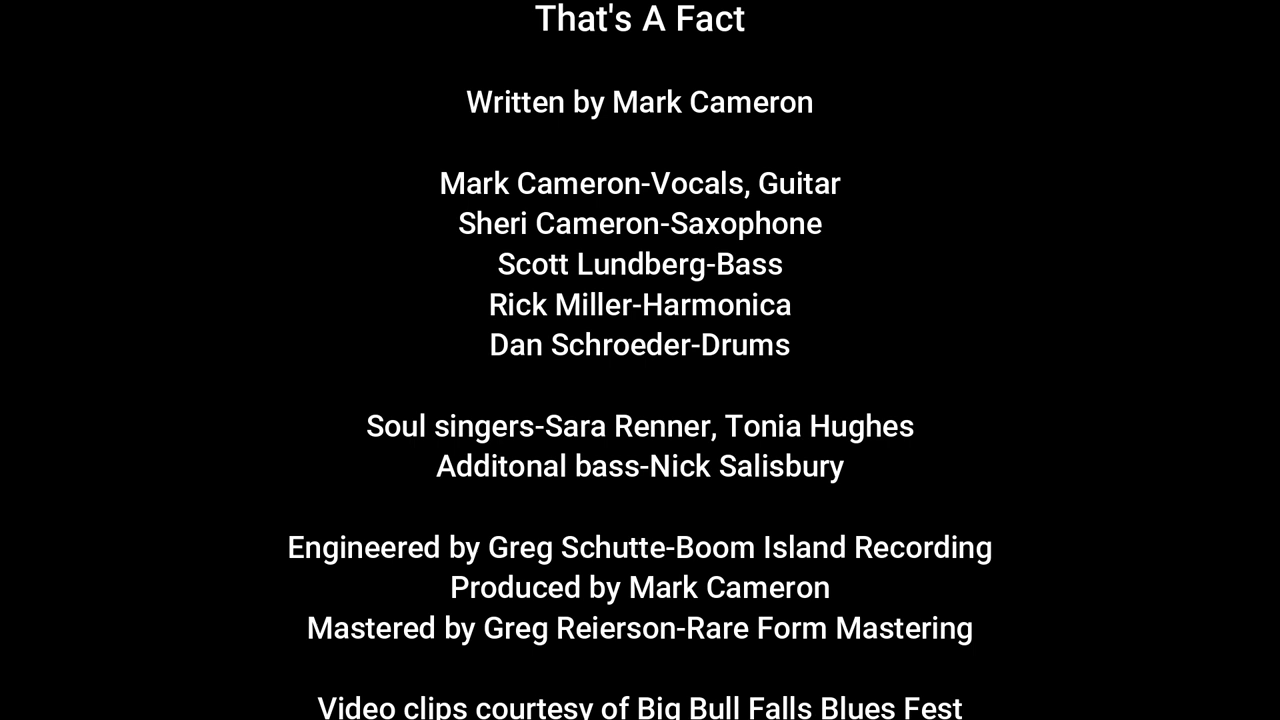 That's A Fact
Written by Mark Cameron
Mark Cameron-Vocals, Guitar
Sheri Cameron-Saxophone
Scott Lundberg-Bass
Rick Miller-Harmonica
Dan Schroeder-Drums
Soul singers-Sara Renner, Tonia Hughes
Additonal bass-Nick Salisbury
Engineered by Greg Schutte-Boom Island Recording
Produced by Mark Cameron
Mastered by Greg Reierson-Rare Form Mastering
Video clips courtesy of Big Bull Falls Blues Fest